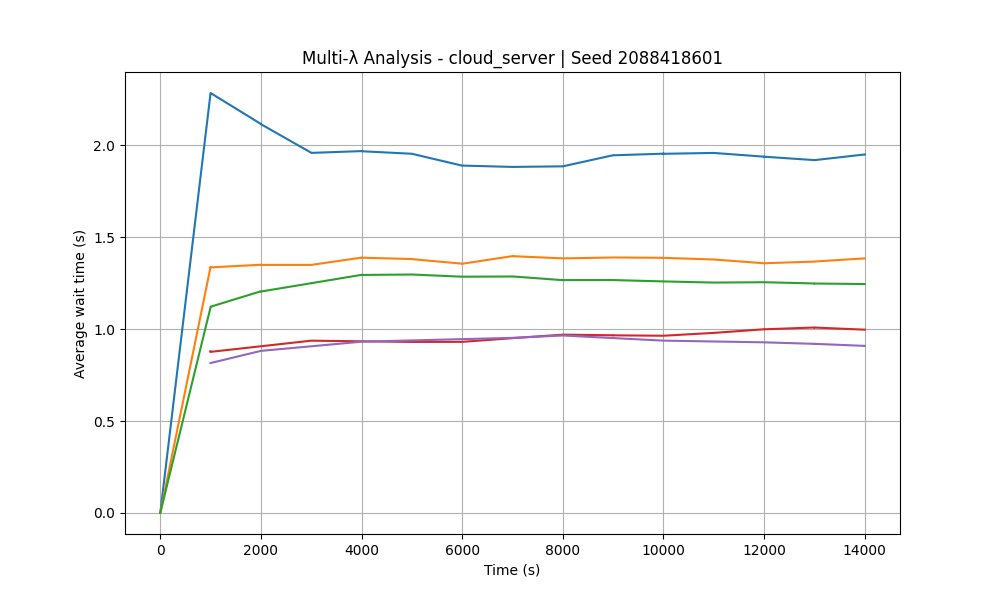 Multi-λ Analysis - cloud_server | Seed 2088418601
Average wait time (s)
2.0
1.5
1.0
0.5
0.0
0 2000 4000 6000 8000 10000 12000 14000
Time (s)